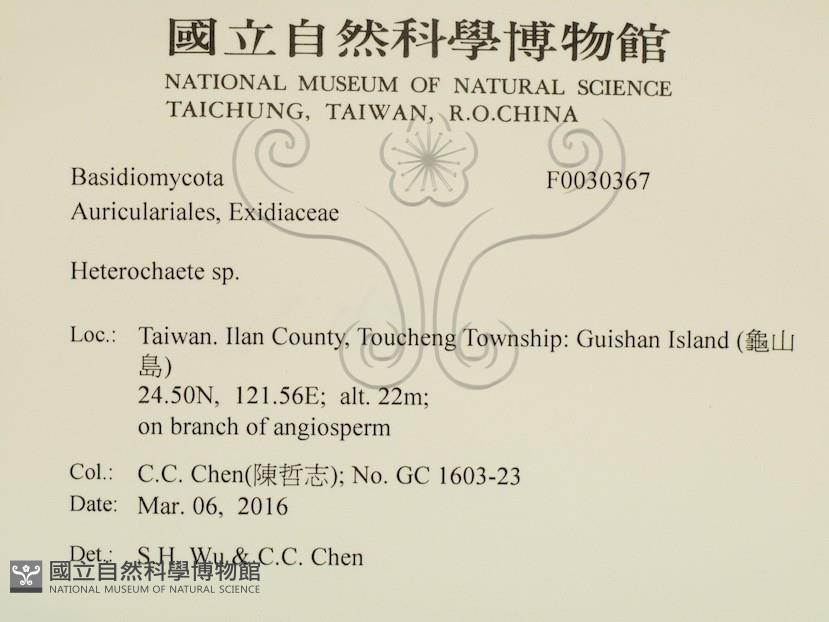 國立自然科學博物館
NATIONAL MUSEUM OF NATURAL SCIENCE
TAICHUNG, TAIWAN, R.O.CHINA
Basidiomycota F0030367
Auriculariales, Exidiaceae
Heterochaete sp.
Loc.: Taiwan. Ilan County, Toucheng Township: Guishan Island (龜山
島)
24.50N, 121.56E; alt. 22m;
on branch of angiosperm
Col.: C.C. Chen(陳哲志); No. GC 1603-23
Date: Mar. 06, 2016
Det.: S.H. Wu & C.C. Chen
國立自然科學博物館
NATIONAL MUSEUM OF NATURAL SCIENCE